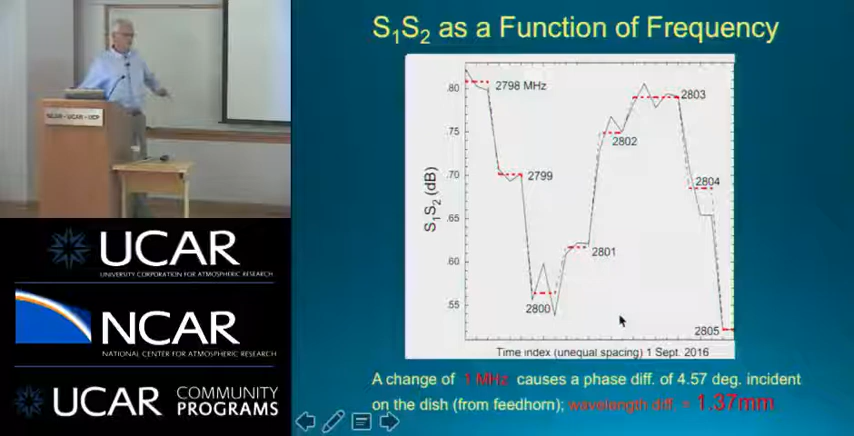 S₁S₂ as a Function of Frequency
NCAR - UCAR - UCP
.80
.75
.70
.65
.60
.55
S₁S₂ (dB)
2798 MHz
2799
2800
2801
2802
2803
2804
2805
Time index (unequal spacing) 1 Sept. 2016
A change of 1 MHz causes a phase diff. of 4.57 deg. incident
on the dish (from feedhorn); wavelength diff. = 1.37mm
UCAR
UNIVERSITY CORPORATION FOR ATMOSPHERIC RESEARCH
NCAR
NATIONAL CENTER FOR ATMOSPHERIC RESEARCH
UCAR COMMUNITY
PROGRAMS